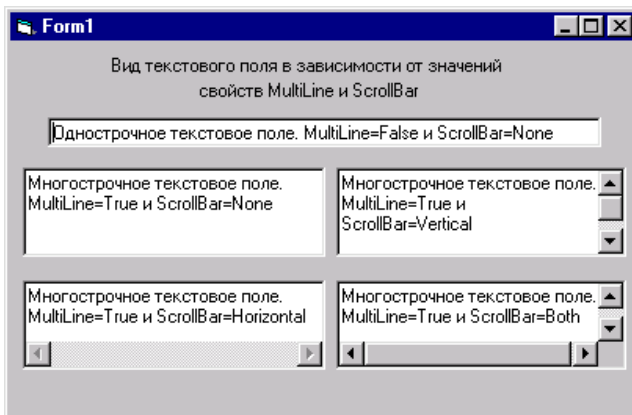 Form1
Вид текстового поля в зависимости от значений
свойств MultiLine и ScrollBar
Однострочное текстовое поле. MultiLine=False и ScrollBar=None
Многострочное текстовое поле.
MultiLine=True и ScrollBar=None
Многострочное текстовое поле.
MultiLine=True и
ScrollBar=Vertical
Многострочное текстовое поле.
MultiLine=True и ScrollBar=Horizontal
Многострочное текстовое поле.
MultiLine=True и ScrollBar=Both